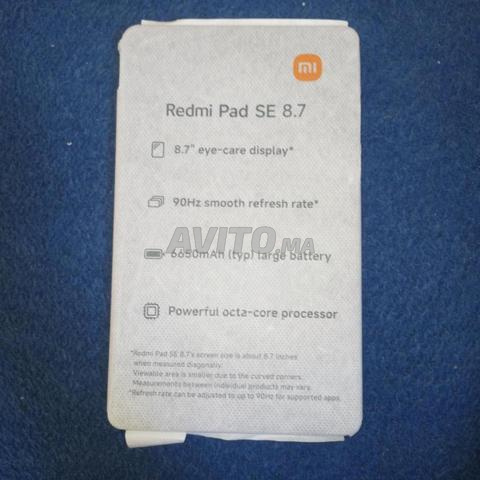 mi
Redmi Pad SE 8.7
8.7" eye-care display*
90Hz smooth refresh rate*
AVITO.MA
6650mAh (typ) large battery
Powerful octa-core processor
*Redmi Pad SE 8.7's screen size is about 8.7 inches
when measured diagonally.
Viewable area is smaller due to the curved corners.
Measurements between individual products may vary.
*Refresh rate can be adjusted to up to 90Hz for supported apps.